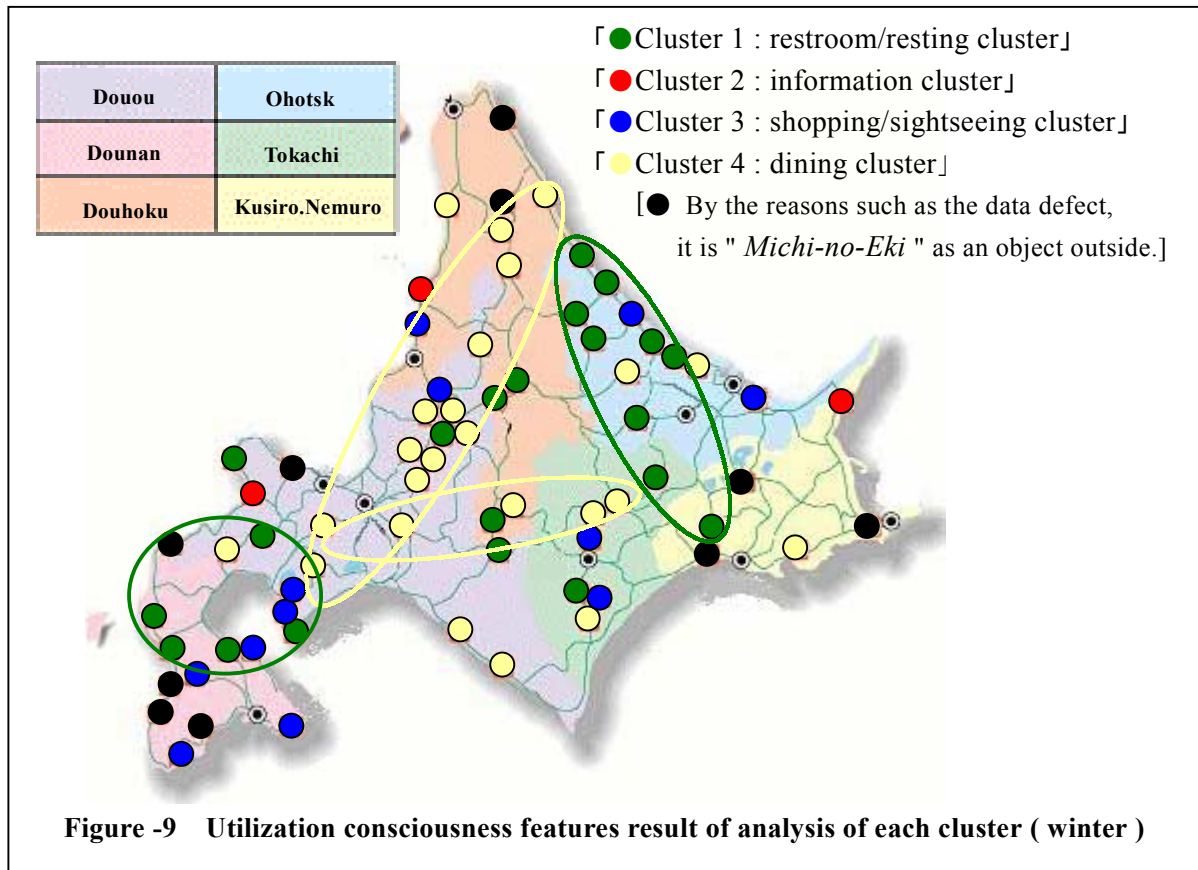 「●Cluster 1 : restroom/resting cluster」
「●Cluster 2 : information cluster」
「●Cluster 3 : shopping/sightseeing cluster」
「●Cluster 4 : dining cluster」
[● By the reasons such as the data defect,
it is " Michi-no-Eki " as an object outside.]
Douou Ohotsk
Dounan Tokachi
Douhoku Kusiro.Nemuro
Figure -9 Utilization consciousness features result of analysis of each cluster ( winter )